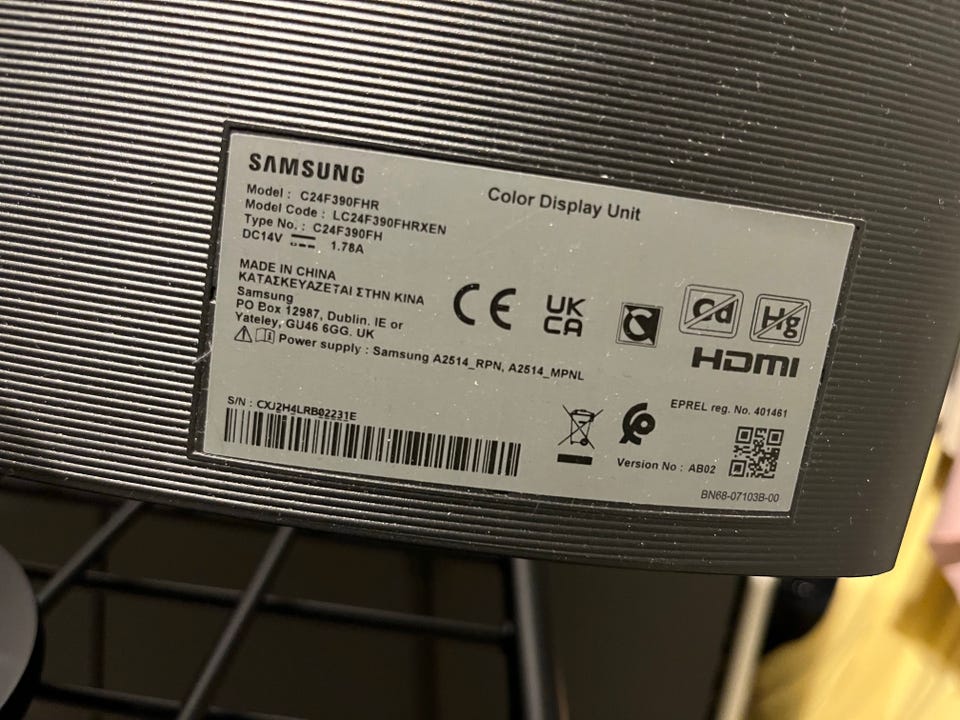 SAMSUNG
Color Display Unit
Model : C24F390FHR
Model Code : LC24F390FHRXEN
Type No. : C24F390FH
DC14V 1.78A
MADE IN CHINA
ΚΑΤΑΣΚΕΥΑΖΕΤΑΙ ΣΤΗΝ ΚΙΝΑ
Samsung
PO Box 12987, Dublin. IE or
Yateley, GU46 6GG. UK
Power supply : Samsung A2514_RPN, A2514_MPNL
CE
UK
CA
Cd
Hg
HDMI
S/N : CXJ2H4LRB02231E
EPREL reg. No. 401461
Version No : AB02
BN68-07103B-00